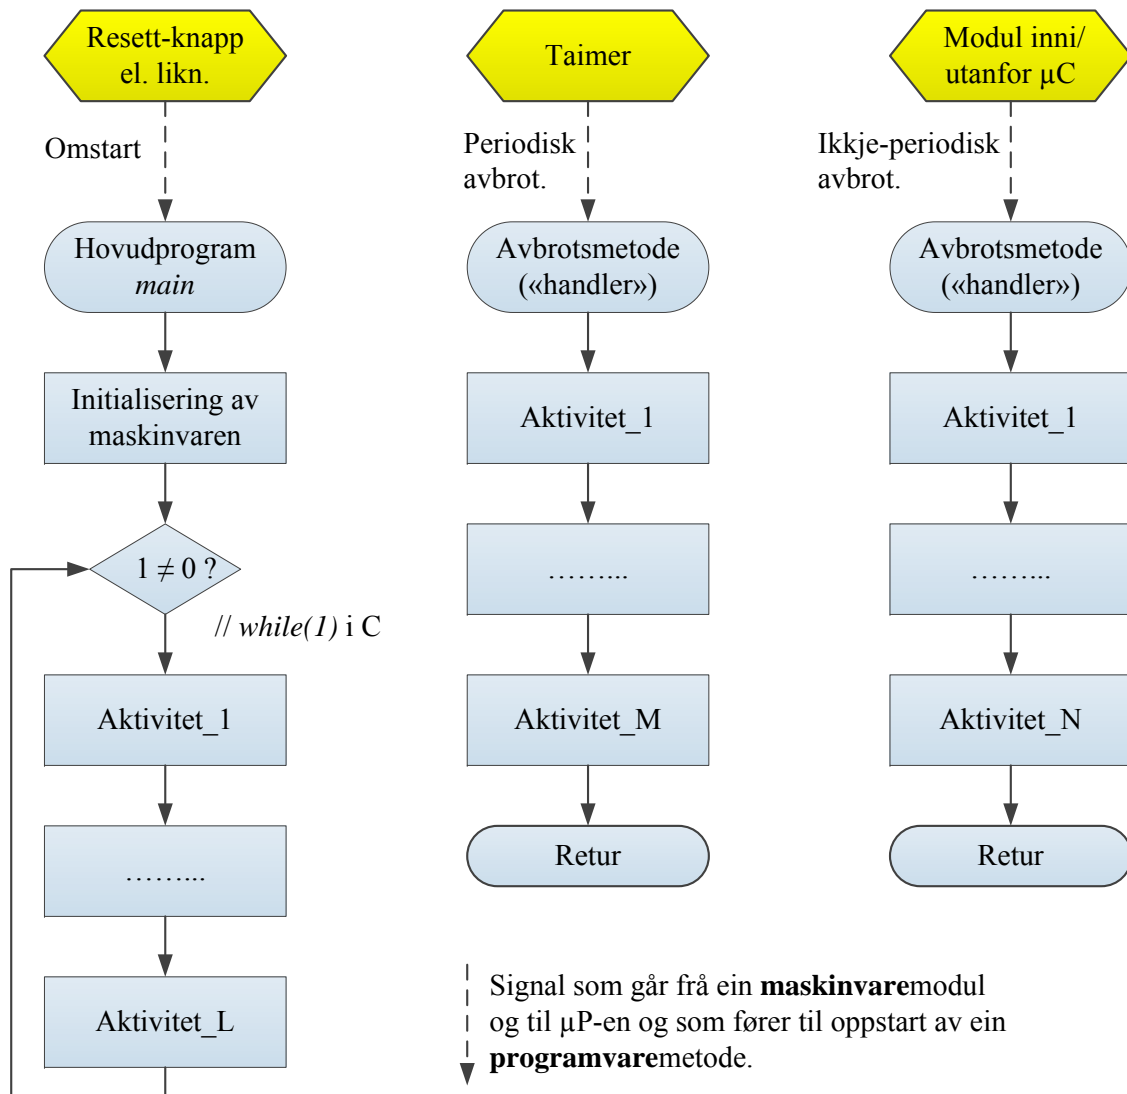 Resett-knapp
el. likn.
Omstart
Hovudprogram
main
Initialisering av
maskinvaren
1 ≠ 0 ?
// while(1) i C
Aktivitet_1
……...
Aktivitet_L
Taimer
Periodisk
avbrot.
Avbrotsmetode
(«handler»)
Aktivitet_1
……...
Aktivitet_M
Retur
Modul inni/
utanfor µC
Ikkje-periodisk
avbrot.
Avbrotsmetode
(«handler»)
Aktivitet_1
……...
Aktivitet_N
Retur
Signal som går frå ein maskinvaremodul
og til µP-en og som fører til oppstart av ein
programvaremetode.